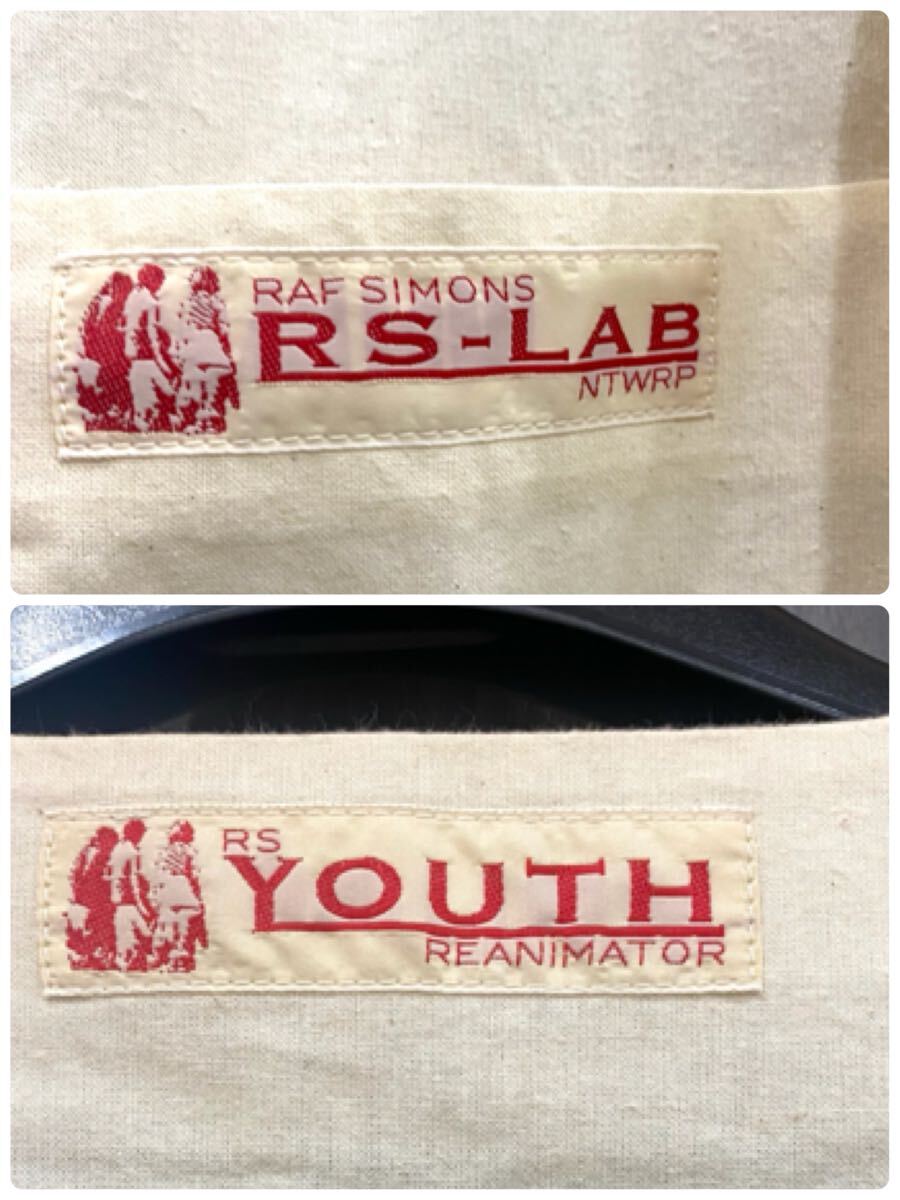 RAF SIMONS
RS-LAB
NTWRP
RS
YOUTH
REANIMATOR